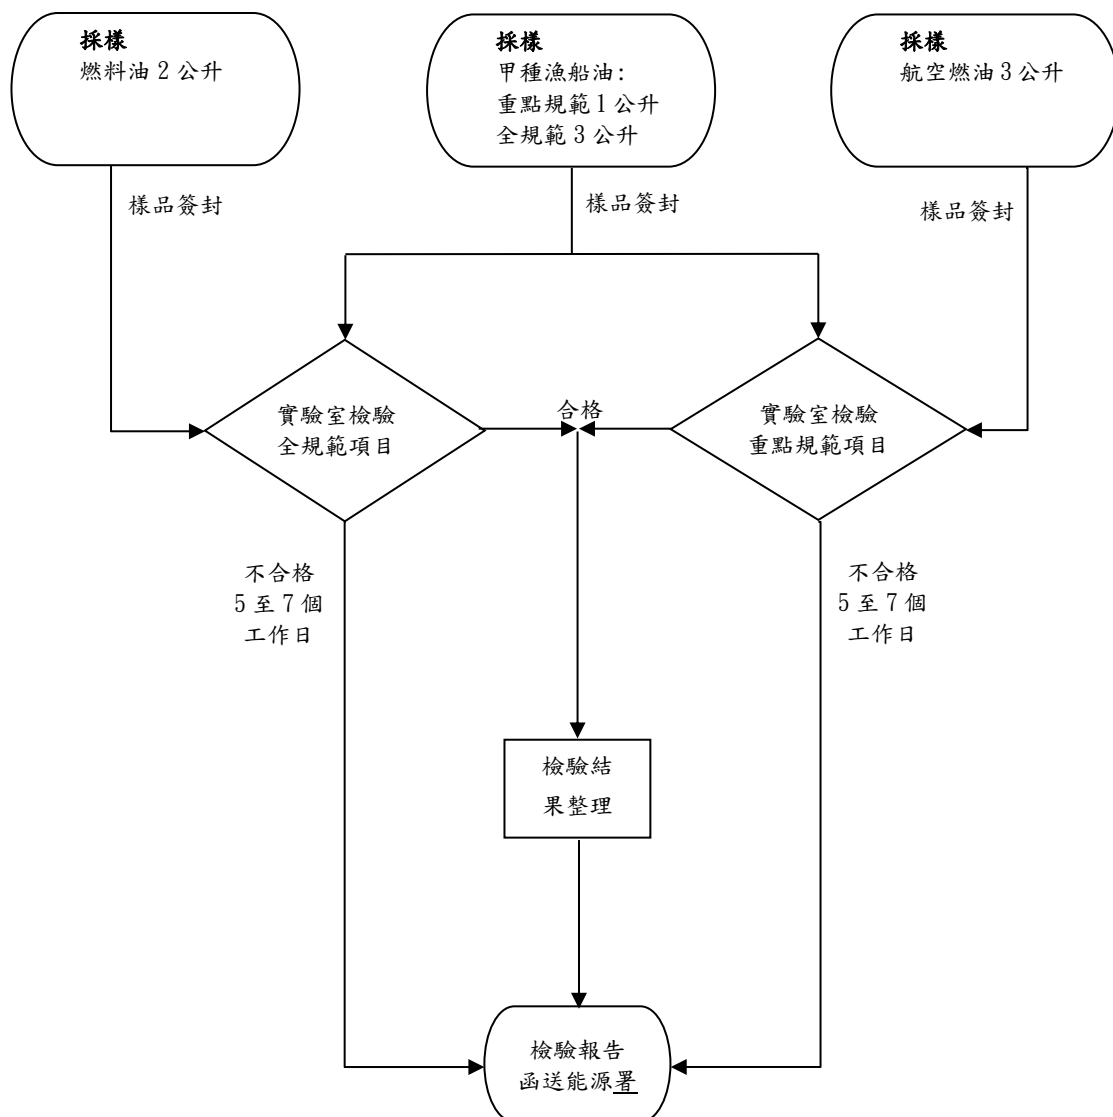 採樣
燃料油 2 公升
採樣
甲種漁船油:
重點規範 1 公升
全規範 3 公升
採樣
航空燃油 3 公升
樣品簽封
樣品簽封
樣品簽封
實驗室檢驗
全規範項目
合格
實驗室檢驗
重點規範項目
不合格
5 至 7 個
工作日
不合格
5 至 7 個
工作日
檢驗結
果整理
檢驗報告
函送能源署